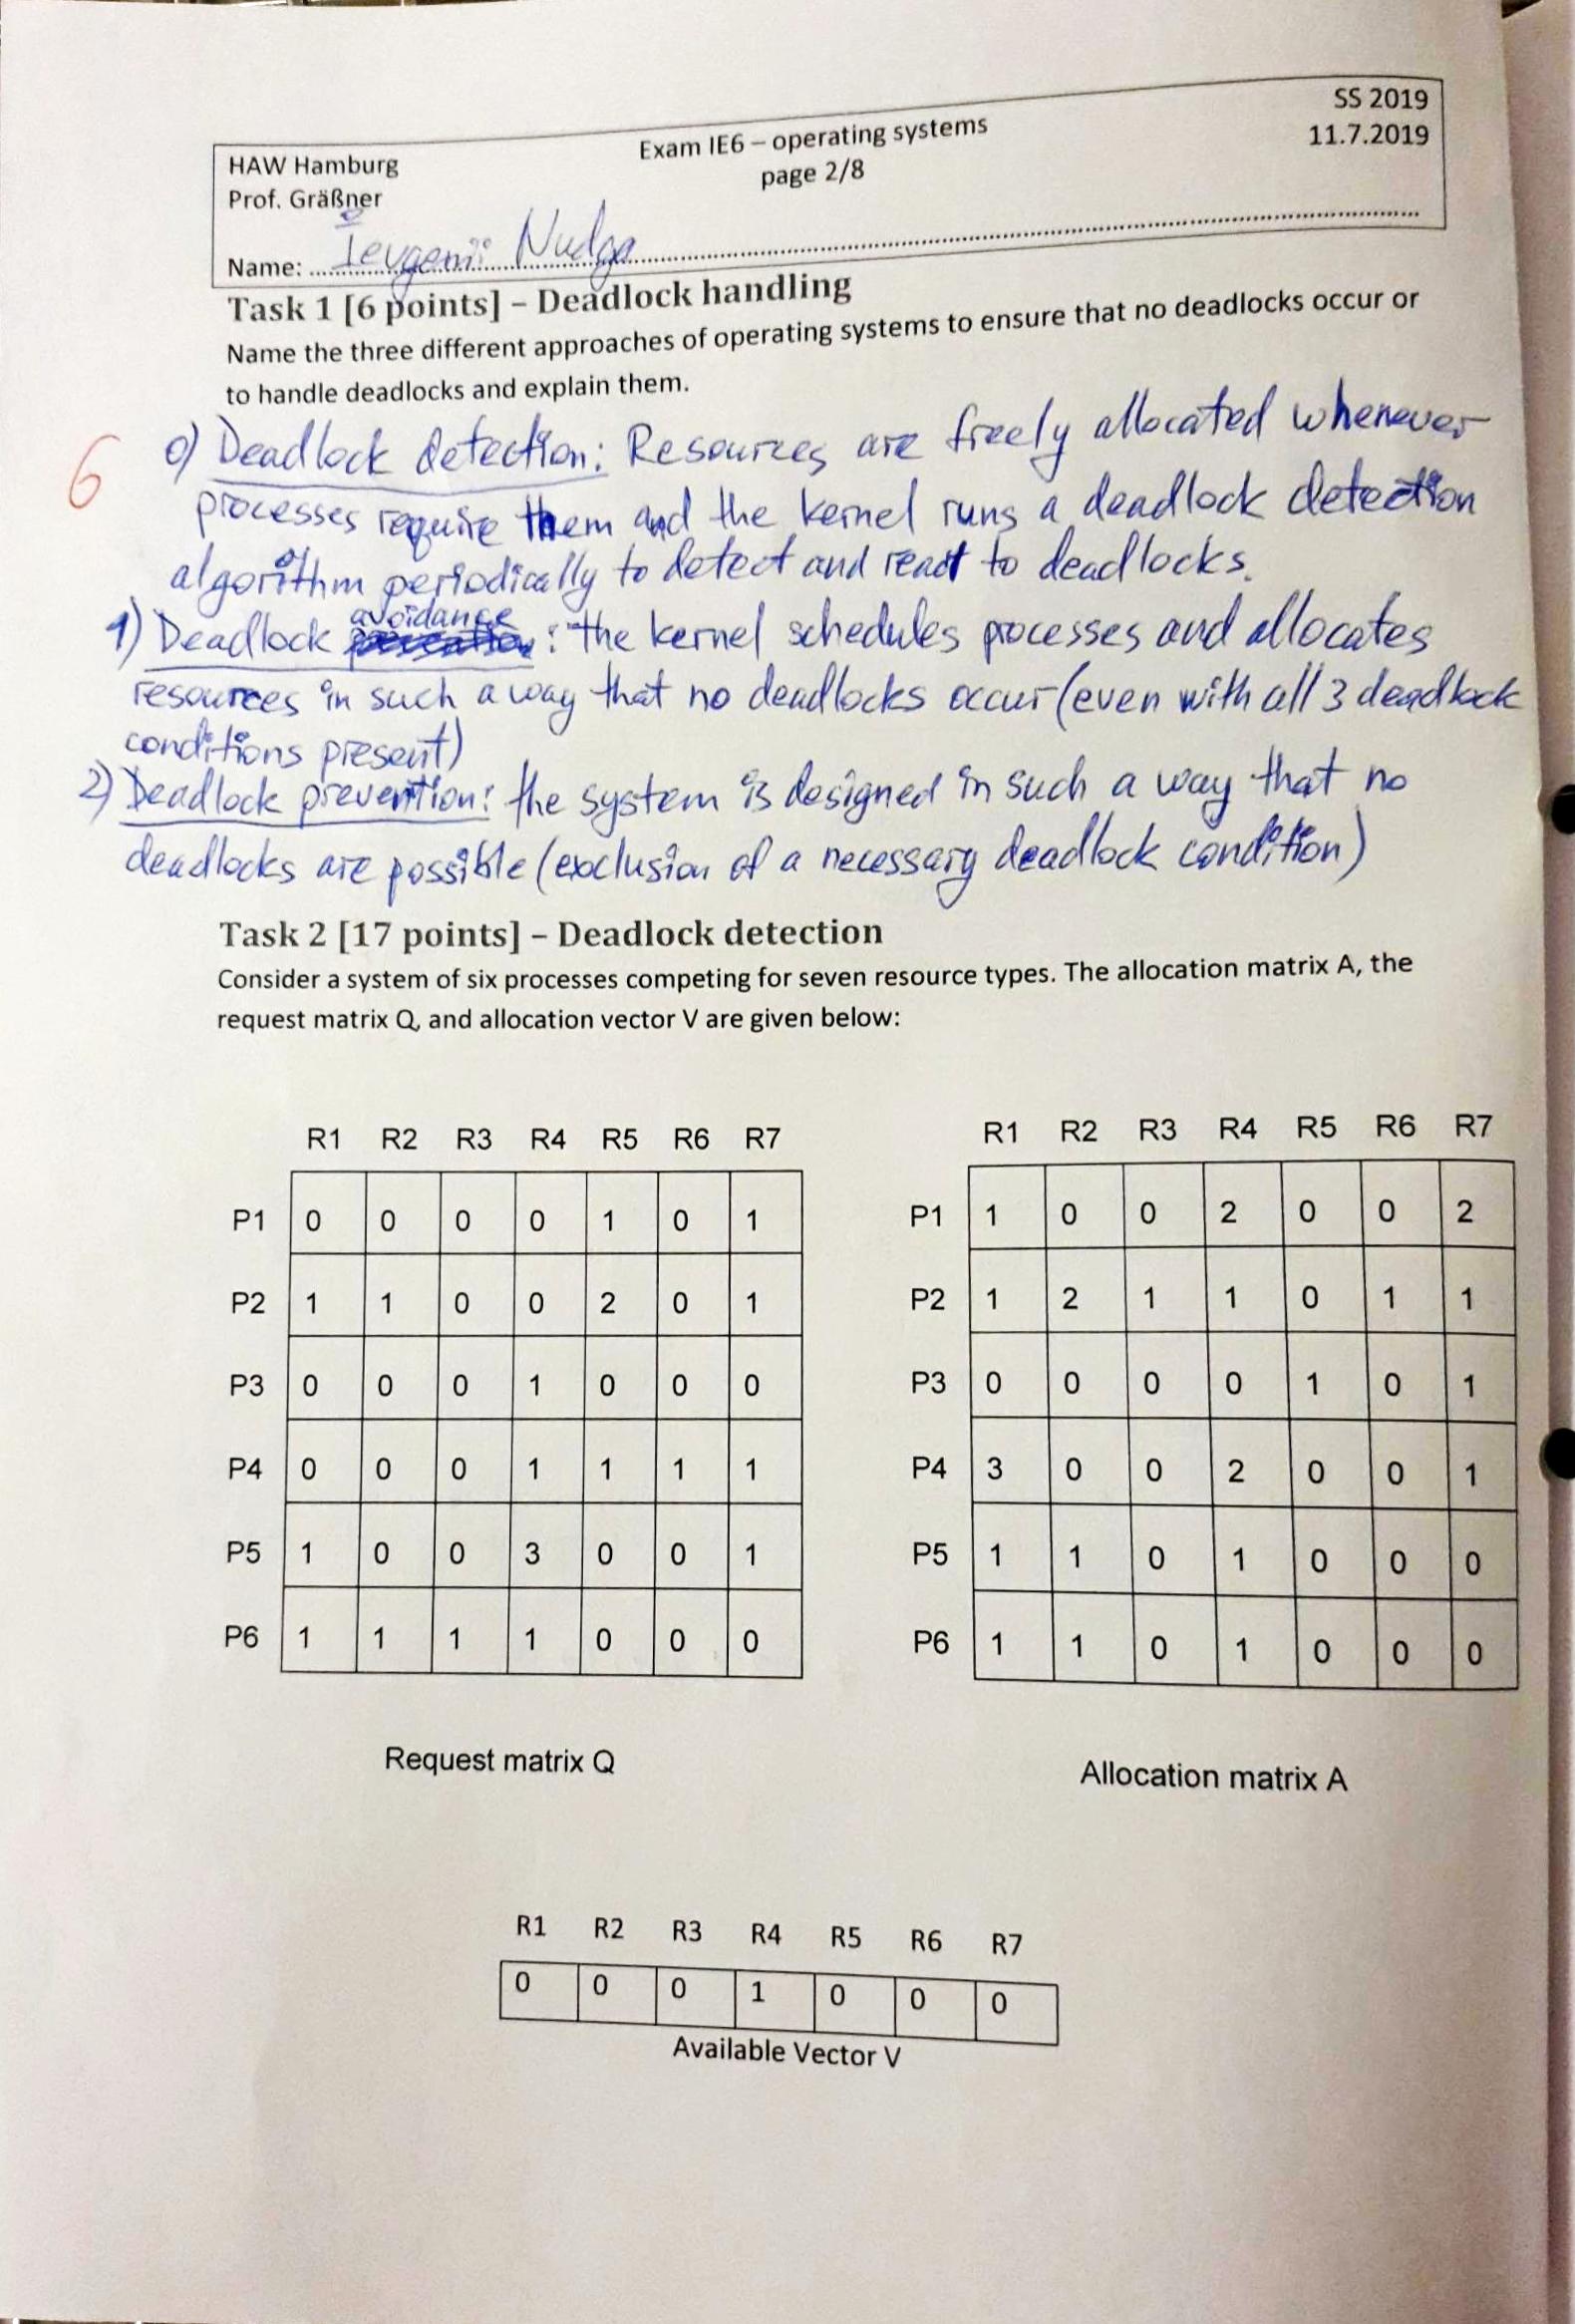 HAW Hamburg Exam IE6 – operating systems SS 2019
Prof. Gräßner page 2/8 11.7.2019
Name: Ievgenii Nudga
Task 1 [6 points] – Deadlock handling
Name the three different approaches of operating systems to ensure that no deadlocks occur or
to handle deadlocks and explain them.
6
0) Deadlock detection: Resources are freely allocated whenever
processes require them and the kernel runs a deadlock detection
algorithm periodically to detect and react to deadlocks.
1) Deadlock avoidance : the kernel schedules processes and allocates
resources in such a way that no deadlocks occur (even with all 3 deadlock
conditions present)
2) Deadlock prevention: the system is designed in such a way that no
deadlocks are possible (exclusion of a necessary deadlock condition)
Task 2 [17 points] – Deadlock detection
Consider a system of six processes competing for seven resource types. The allocation matrix A, the
request matrix Q, and allocation vector V are given below:
R1 R2 R3 R4 R5 R6 R7
P1 0 0 0 0 1 0 1
P2 1 1 0 0 2 0 1
P3 0 0 0 1 0 0 0
P4 0 0 0 1 1 1 1
P5 1 0 0 3 0 0 1
P6 1 1 1 1 0 0 0
Request matrix Q
R1 R2 R3 R4 R5 R6 R7
P1 1 0 0 2 0 0 2
P2 1 2 1 1 0 1 1
P3 0 0 0 0 1 0 1
P4 3 0 0 2 0 0 1
P5 1 1 0 1 0 0 0
P6 1 1 0 1 0 0 0
Allocation matrix A
R1 R2 R3 R4 R5 R6 R7
0 0 0 1 0 0 0
Available Vector V